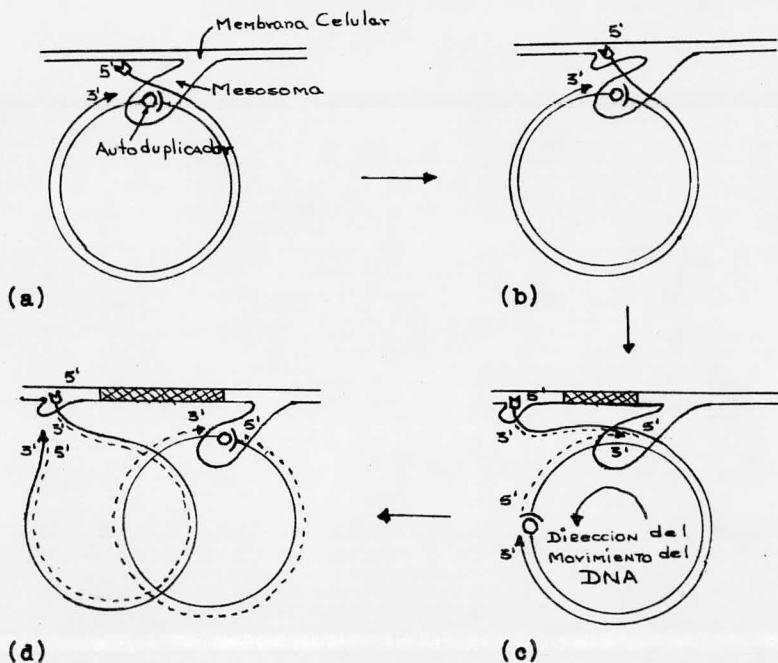 Membrana Celular
5'
3'
Mesosoma
Autoduplicador
(a)
5'
3'
(b)
5'
5'
3'
3'
5'
3'
5'
(d)
5'
3'
3'
5'
5'
3'
Direccion del
Movimiento del
DNA
(c)